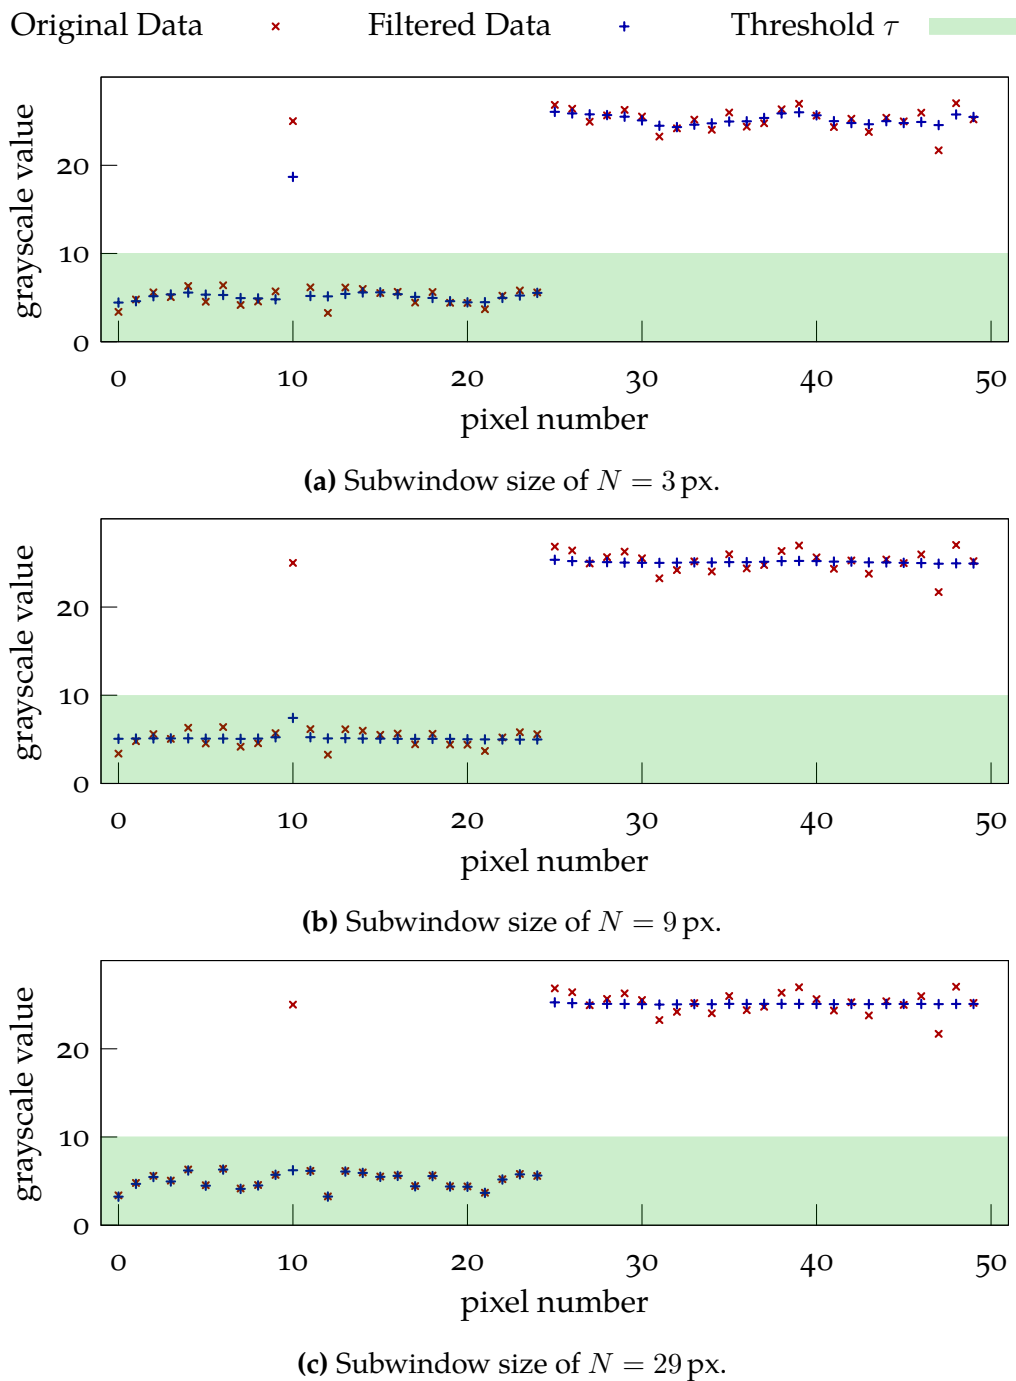 Original Data Filtered Data Threshold τ
grayscale value
20
10
0
0 10 20 30 40 50
pixel number
(a) Subwindow size of N = 3 px.
grayscale value
20
10
0
0 10 20 30 40 50
pixel number
(b) Subwindow size of N = 9 px.
grayscale value
20
10
0
0 10 20 30 40 50
pixel number
(c) Subwindow size of N = 29 px.